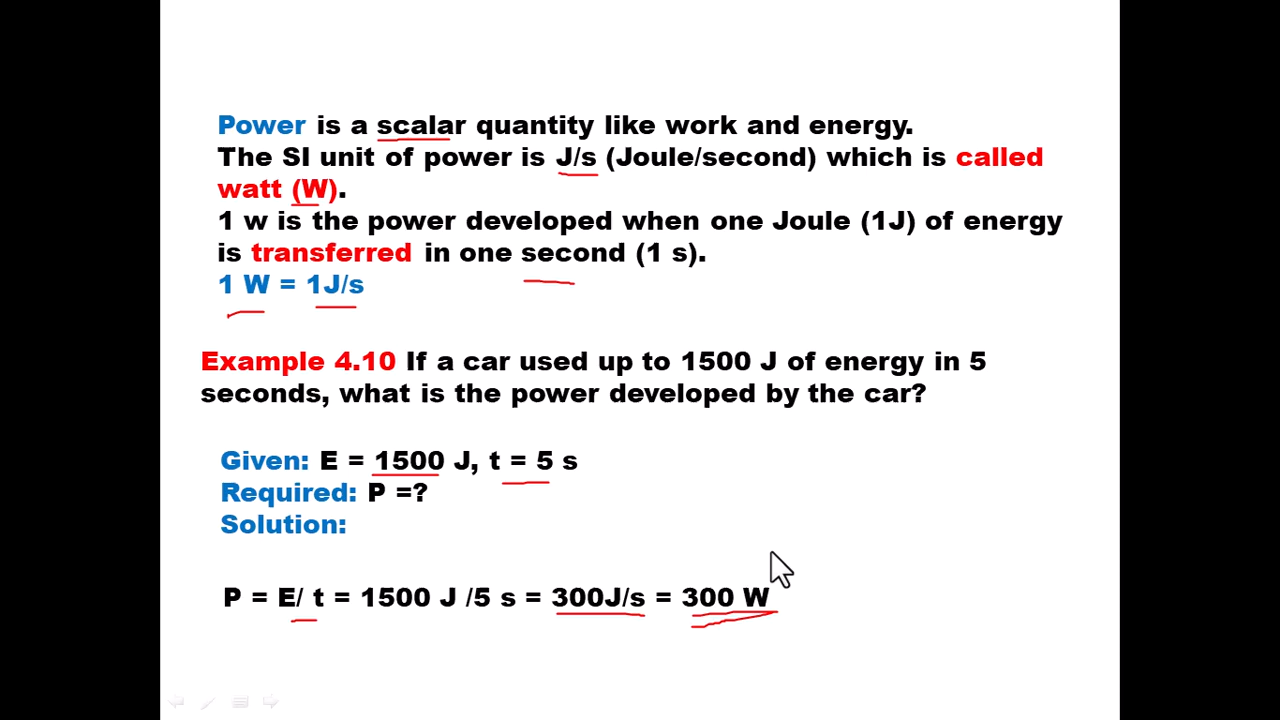 Power is a scalar quantity like work and energy.
The SI unit of power is J/s (Joule/second) which is called
watt (W).
1 w is the power developed when one Joule (1J) of energy
is transferred in one second (1 s).
1 W = 1J/s
Example 4.10 If a car used up to 1500 J of energy in 5
seconds, what is the power developed by the car?
Given: E = 1500 J, t = 5 s
Required: P =?
Solution:
P = E/ t = 1500 J /5 s = 300J/s = 300 W